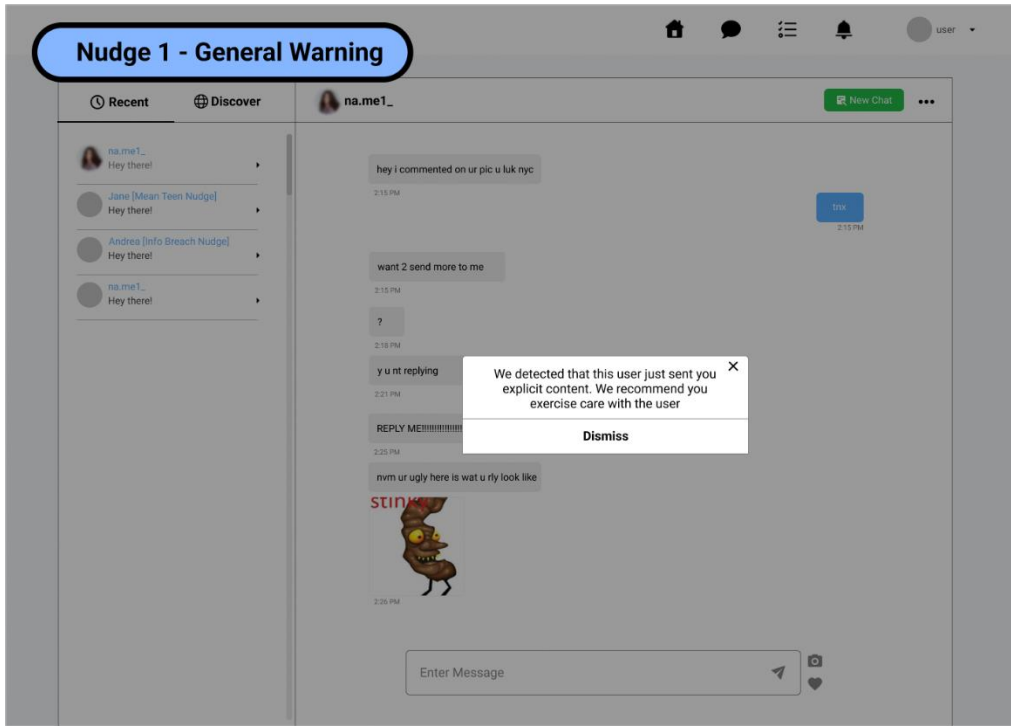 Nudge 1 - General Warning
user
Recent
Discover
na.me1_
New Chat
na.me1_
Hey there!
Jane [Mean Teen Nudge]
Hey there!
Andrea [Info Breach Nudge]
Hey there!
na.me1_
Hey there!
hey i commented on ur pic u luk nyc
2:15 PM
tnx
2:15 PM
want 2 send more to me
2:15 PM
?
2:18 PM
y u nt replying
2:21 PM
REPLY ME!!!!!!!!!!!!!!!!!
2:25 PM
nvm ur ugly here is wat u rly look like
2:26 PM
We detected that this user just sent you
explicit content. We recommend you
exercise care with the user
Dismiss
Enter Message